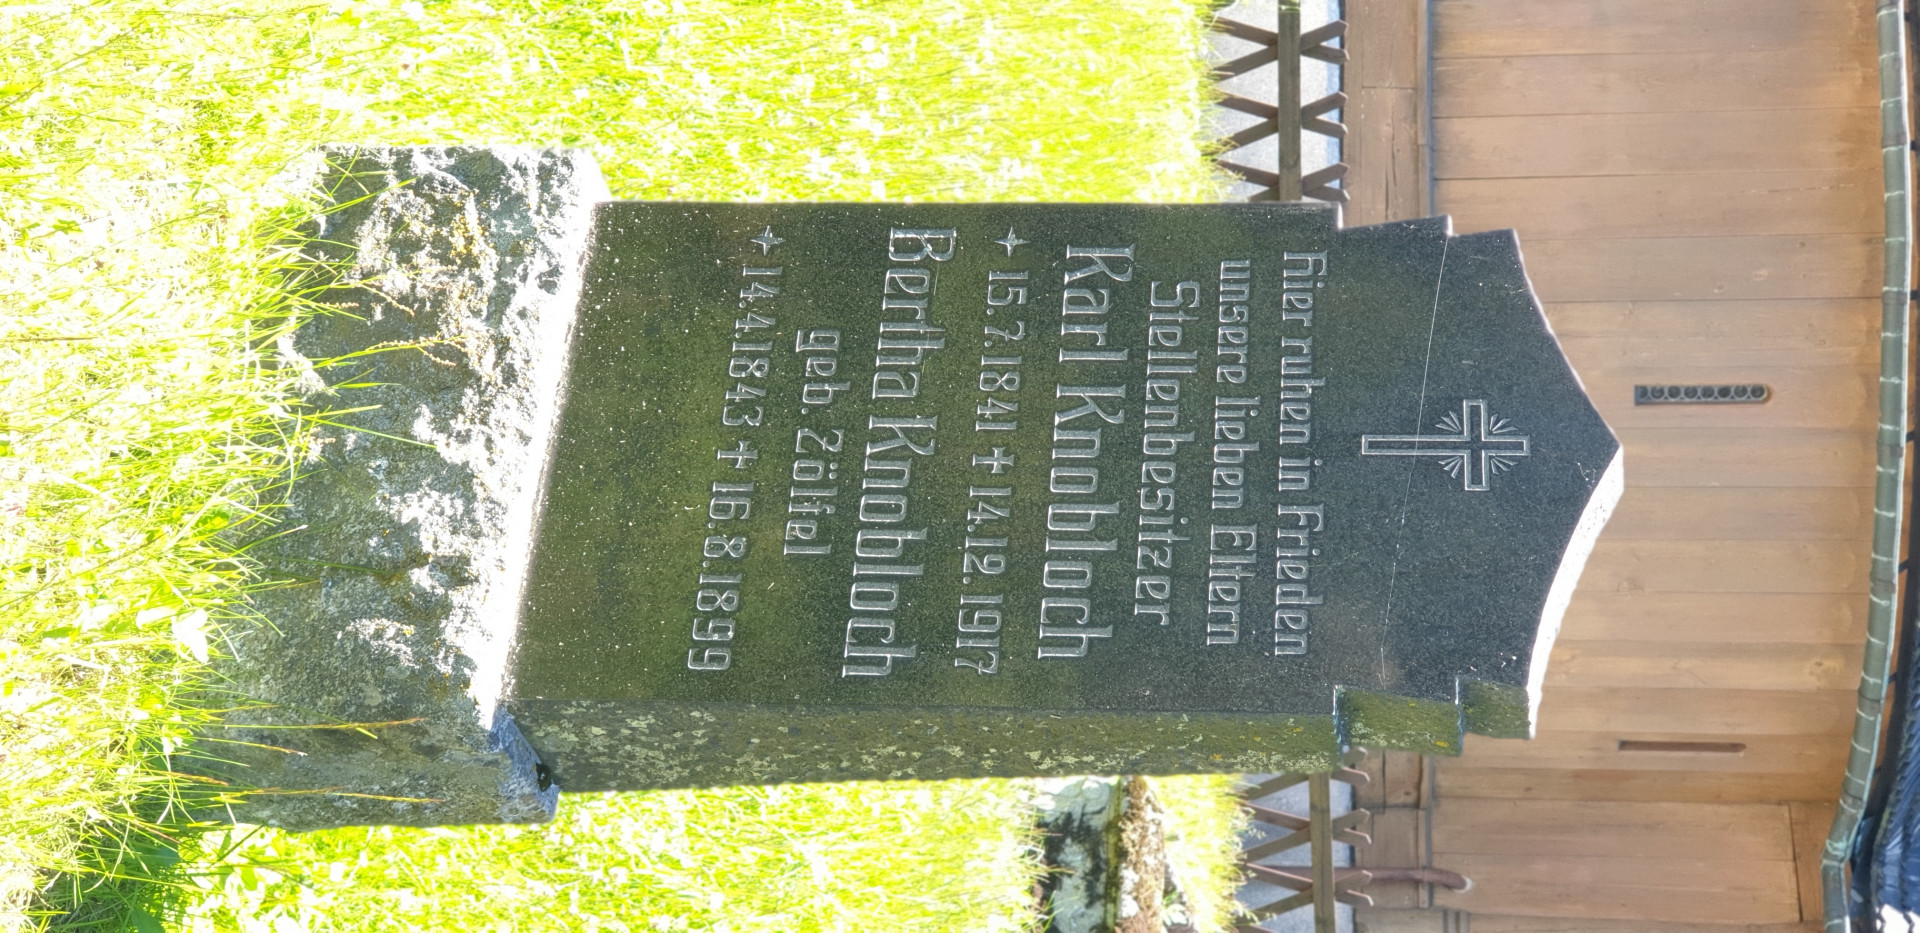 Hier ruhen in Frieden
unsere lieben Eltern
Stellenbesitzer
Karl Knobloch
✶ 15.7.1841 ✝ 14.12.1917
Bertha Knobloch
geb. Zölfel
✶ 14.4.1843 ✝ 16.8.1899